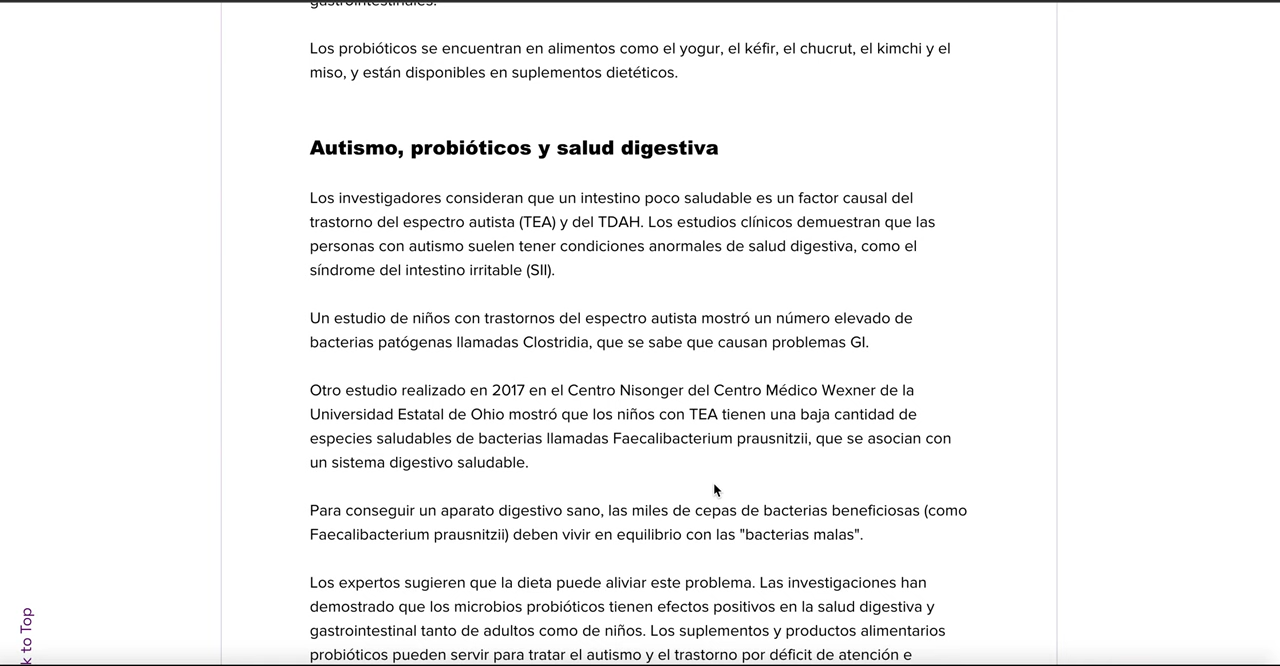 gastrointestinales.
Los probióticos se encuentran en alimentos como el yogur, el kéfir, el chucrut, el kimchi y el
miso, y están disponibles en suplementos dietéticos.
Autismo, probióticos y salud digestiva
Los investigadores consideran que un intestino poco saludable es un factor causal del
trastorno del espectro autista (TEA) y del TDAH. Los estudios clínicos demuestran que las
personas con autismo suelen tener condiciones anormales de salud digestiva, como el
síndrome del intestino irritable (SII).
Un estudio de niños con trastornos del espectro autista mostró un número elevado de
bacterias patógenas llamadas Clostridia, que se sabe que causan problemas GI.
Otro estudio realizado en 2017 en el Centro Nisonger del Centro Médico Wexner de la
Universidad Estatal de Ohio mostró que los niños con TEA tienen una baja cantidad de
especies saludables de bacterias llamadas Faecalibacterium prausnitzii, que se asocian con
un sistema digestivo saludable.
Para conseguir un aparato digestivo sano, las miles de cepas de bacterias beneficiosas (como
Faecalibacterium prausnitzii) deben vivir en equilibrio con las "bacterias malas".
Los expertos sugieren que la dieta puede aliviar este problema. Las investigaciones han
demostrado que los microbios probióticos tienen efectos positivos en la salud digestiva y
gastrointestinal tanto de adultos como de niños. Los suplementos y productos alimentarios
probióticos pueden servir para tratar el autismo y el trastorno por déficit de atención e
k to Top